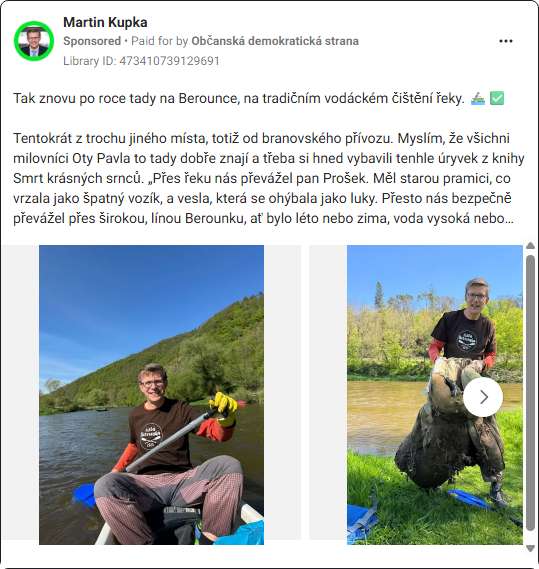 Martin Kupka
Sponsored • Paid for by Občanská demokratická strana
Library ID: 473410739129691
Tak znovu po roce tady na Berounce, na tradičním vodáckém čištění řeky. 🚣 ✅
Tentokrát z trochu jiného místa, totiž od branovského přívozu. Myslím, že všichni
milovníci Oty Pavla to tady dobře znají a třeba si hned vybavili tenhle úryvek z knihy
Smrt krásných srnců. „Přes řeku nás převážel pan Prošek. Měl starou pramici, co
vrzala jako špatný vozík, a vesla, která se ohýbala jako luky. Přesto nás bezpečně
převážel přes širokou, línou Berounku, ať bylo léto nebo zima, voda vysoká nebo…